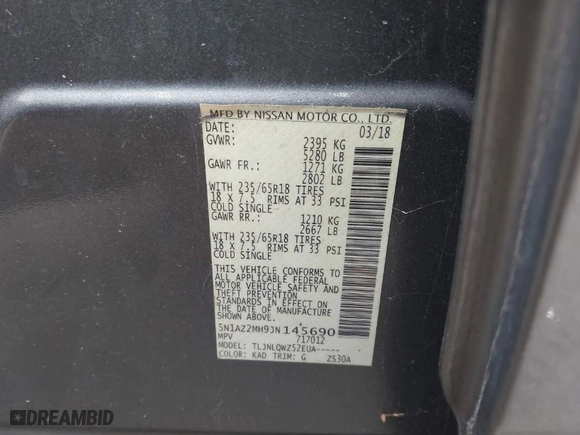 MFD BY NISSAN MOTOR CO., LTD.
DATE: 03/18
GVWR: 2395 KG
5280 LB
GAWR FR.: 1271 KG
2802 LB
WITH 235/65R18 TIRES
18 X 7.5 RIMS AT 33 PSI
COLD SINGLE
GAWR RR.: 1210 KG
2667 LB
WITH 235/65R18 TIRES
18 X 7.5 RIMS AT 33 PSI
COLD SINGLE
THIS VEHICLE CONFORMS TO
ALL APPLICABLE FEDERAL
MOTOR VEHICLE SAFETY AND
THEFT PREVENTION
STANDARDS IN EFFECT ON
THE DATE OF MANUFACTURE
SHOWN ABOVE.
5N1AZ2MH9JN145690
MPV 717012
MODEL: TLJNLQWZ52EUA-----
COLOR: KAD TRIM: G ZS30A
DREAMBID